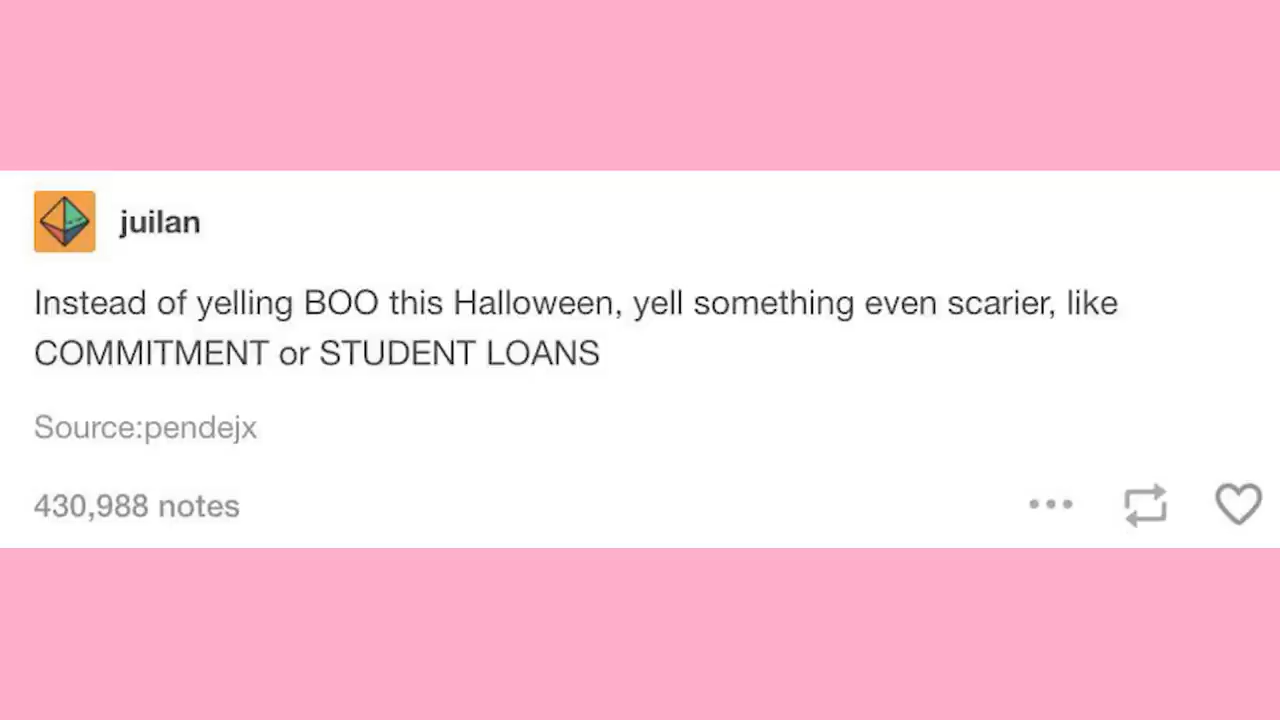 juilan
Instead of yelling BOO this Halloween, yell something even scarier, like
COMMITMENT or STUDENT LOANS
Source:pendejx
430,988 notes